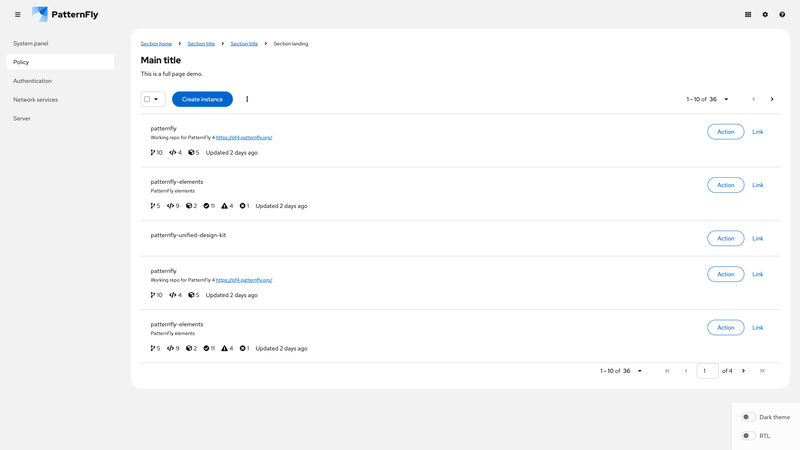 PatternFly
System panel
Policy
Authentication
Network services
Server
Section home Section title Section title Section landing
Main title
This is a full page demo.
Create instance
1 - 10 of 36
patternfly
Working repo for PatternFly 4 https://pf4.patternfly.org/
10 4 5 Updated 2 days ago
Action Link
patternfly-elements
PatternFly elements
5 9 2 11 4 1 Updated 2 days ago
Action Link
patternfly-unified-design-kit
Action Link
patternfly
Working repo for PatternFly 4 https://pf4.patternfly.org/
10 4 5 Updated 2 days ago
Action Link
patternfly-elements
PatternFly elements
5 9 2 11 4 1 Updated 2 days ago
Action Link
1 - 10 of 36 1 of 4
Dark theme
RTL